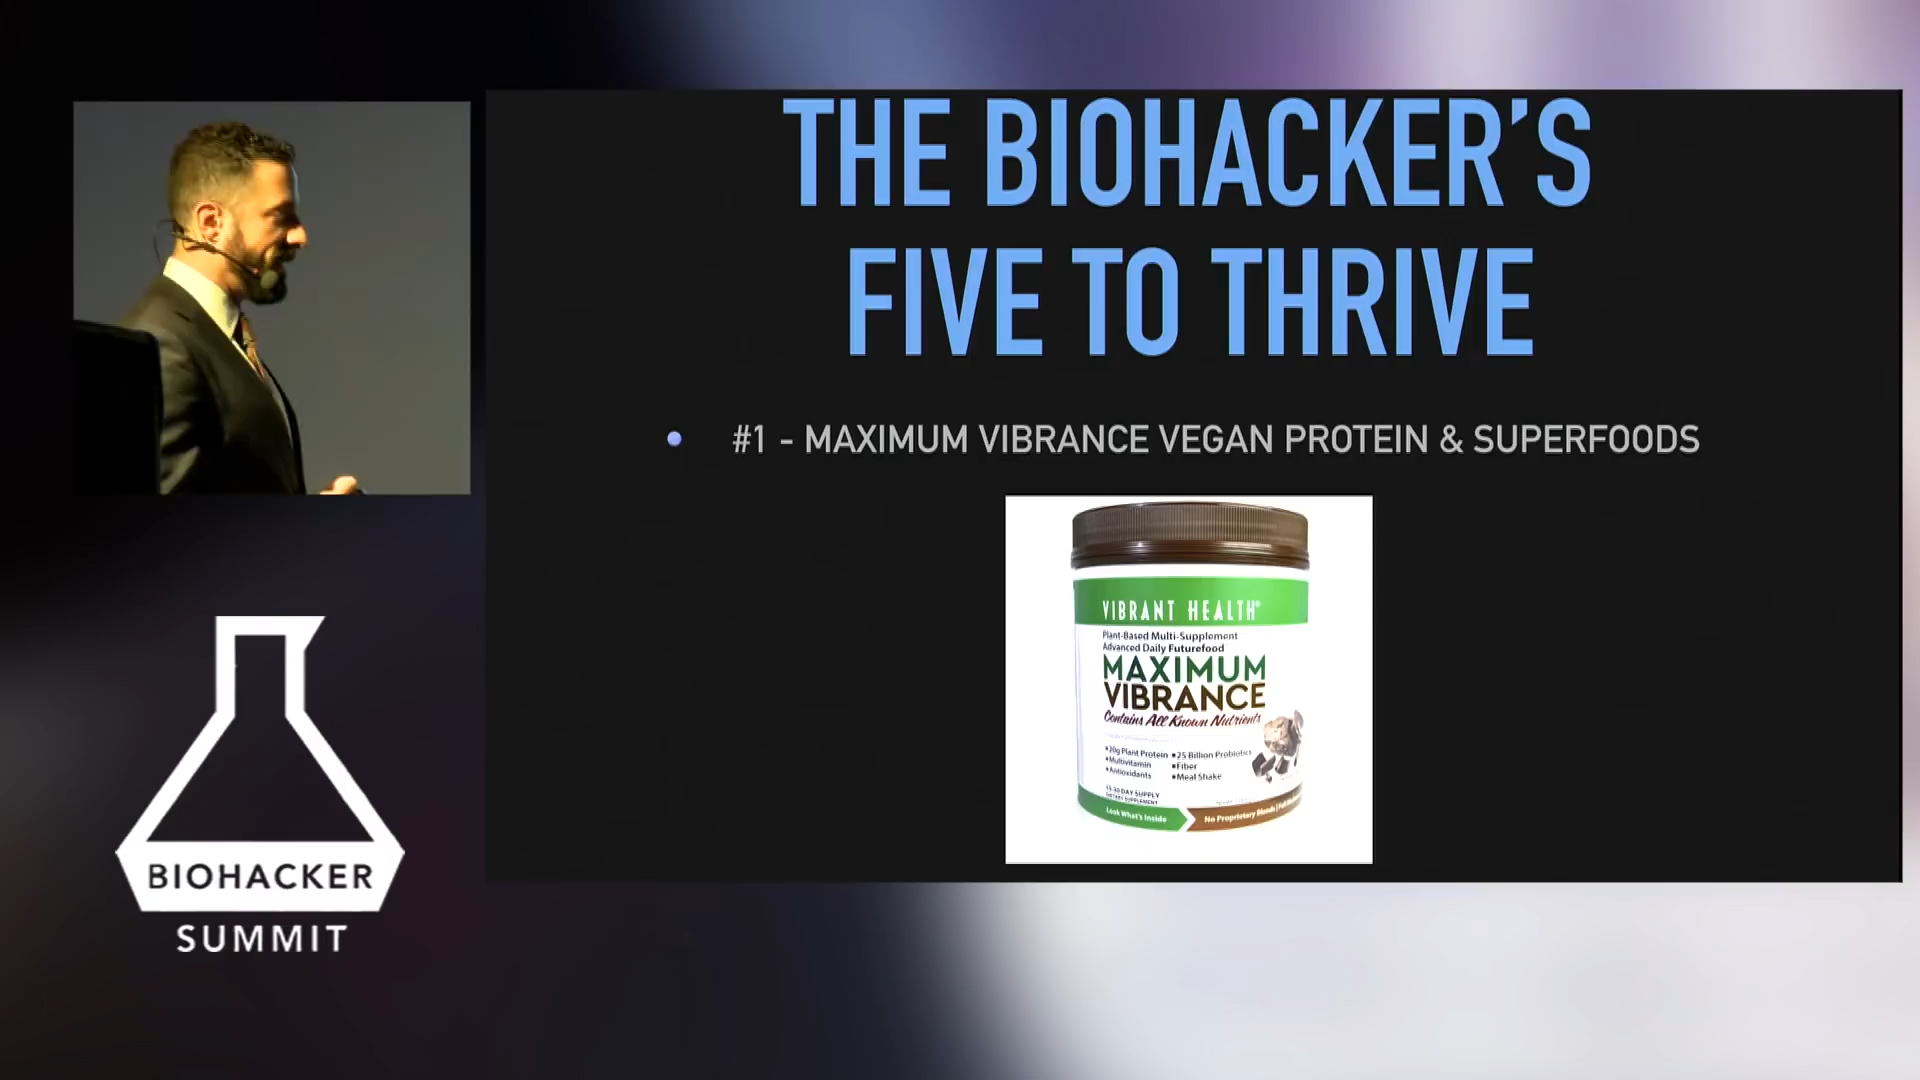 THE BIOHACKER'S
FIVE TO THRIVE
• #1 - MAXIMUM VIBRANCE VEGAN PROTEIN & SUPERFOODS
VIBRANT HEALTH®
Plant-Based Multi-Supplement
Advanced Daily Futurefood
MAXIMUM
VIBRANCE
Contains All Known Nutrients
•20g Plant Protein •25 Billion Probiotics
•Multivitamin •Fiber
•Antioxidants •Meal Shake
15-30 DAY SUPPLY
DIETARY SUPPLEMENT
Look What's Inside
No Proprietary Blends
BIOHACKER
SUMMIT